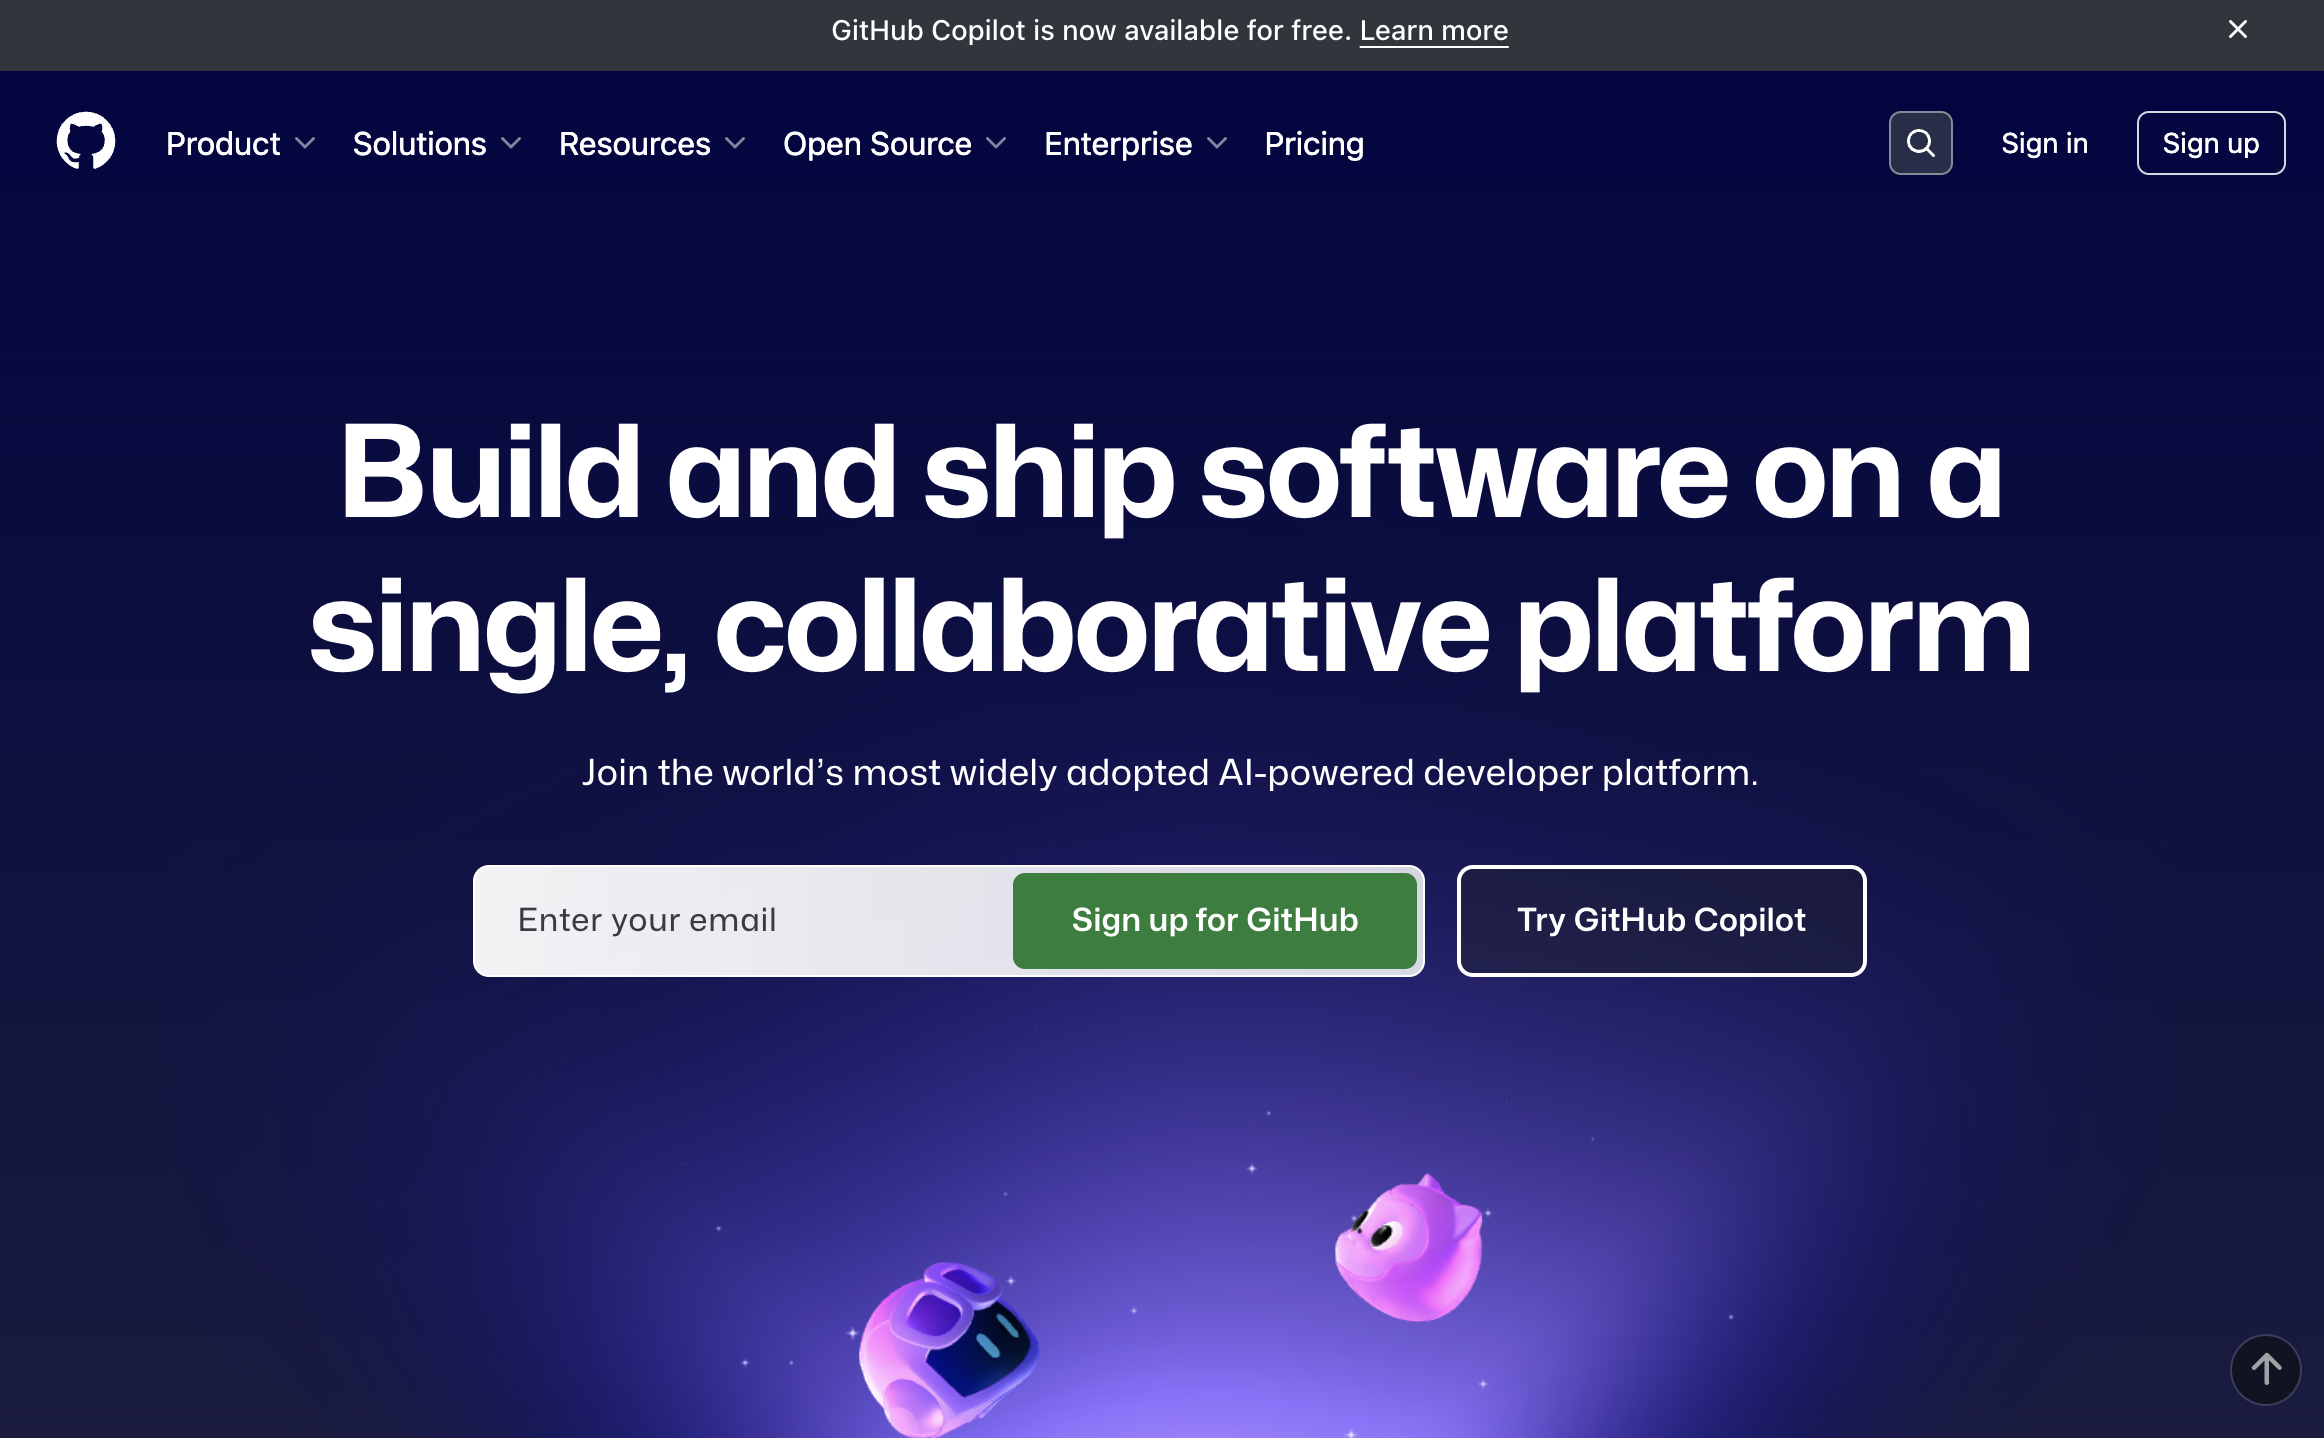 GitHub Copilot is now available for free. Learn more
Product Solutions Resources Open Source Enterprise Pricing Sign in Sign up
Build and ship software on a
single, collaborative platform
Join the world’s most widely adopted AI-powered developer platform.
Enter your email Sign up for GitHub Try GitHub Copilot